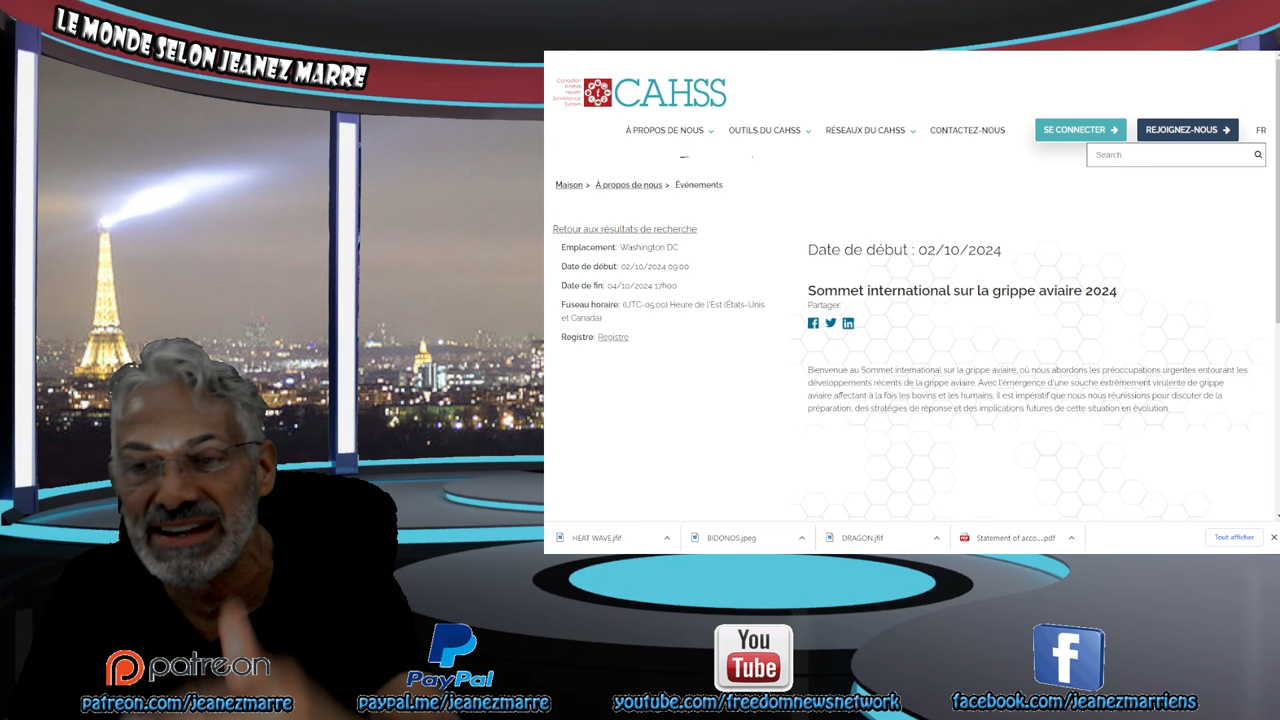 LE MONDE SELON JEANEZ MARRE
Canadian
Animal
Health
Surveillance
System
CAHSS
À PROPOS DE NOUS
OUTILS DU CAHSS
RÉSEAUX DU CAHSS
CONTACTEZ-NOUS
SE CONNECTER
REJOIGNEZ-NOUS
FR
Search
Maison > À propos de nous > Événements
Retour aux résultats de recherche
Emplacement: Washington DC
Date de début: 02/10/2024 09:00
Date de fin: 04/10/2024 17h00
Fuseau horaire: (UTC-05:00) Heure de l'Est (États-Unis
et Canada)
Registre: Registre
Date de début : 02/10/2024
Sommet international sur la grippe aviaire 2024
Partager:
Bienvenue au Sommet international sur la grippe aviaire, où nous abordons les préoccupations urgentes entourant les
développements récents de la grippe aviaire. Avec l'émergence d'une souche extrêmement virulente de grippe
aviaire affectant à la fois les bovins et les humains, il est impératif que nous nous réunissions pour discuter de la
préparation, des stratégies de réponse et des implications futures de cette situation en évolution.
HEAT WAVE.jfif
BIDONOS.jpeg
DRAGON.jfif
Statement of acco....pdf
Tout afficher
patreon
patreon.com/jeanezmarre
PayPal
paypal.me/jeanezmarre
You
Tube
youtube.com/freedomnewsnetwork
f
facebook.com/jeanezmarriens